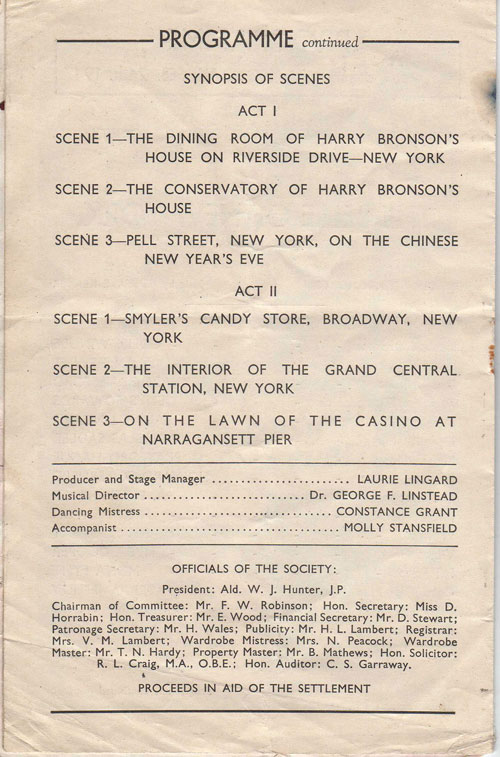 PROGRAMME continued
SYNOPSIS OF SCENES
ACT I
SCENE 1—THE DINING ROOM OF HARRY BRONSON'S
HOUSE ON RIVERSIDE DRIVE—NEW YORK
SCENE 2—THE CONSERVATORY OF HARRY BRONSON'S
HOUSE
SCENE 3—PELL STREET, NEW YORK, ON THE CHINESE
NEW YEAR'S EVE
ACT II
SCENE 1—SMYLER'S CANDY STORE, BROADWAY, NEW
YORK
SCENE 2—THE INTERIOR OF THE GRAND CENTRAL
STATION, NEW YORK
SCENE 3—ON THE LAWN OF THE CASINO AT
NARRAGANSETT PIER
Producer and Stage Manager ....................... LAURIE LINGARD
Musical Director ........................... Dr. GEORGE F. LINSTEAD
Dancing Mistress ............................... CONSTANCE GRANT
Accompanist ..................................... MOLLY STANSFIELD
OFFICIALS OF THE SOCIETY:
President: Ald. W. J. Hunter, J.P.
Chairman of Committee: Mr. F. W. Robinson; Hon. Secretary: Miss D.
Horrabin; Hon. Treasurer: Mr. E. Wood; Financial Secretary: Mr. D. Stewart;
Patronage Secretary: Mr. H. Wales; Publicity: Mr. H. L. Lambert; Registrar:
Mrs. V. M. Lambert; Wardrobe Mistress: Mrs. N. Peacock; Wardrobe
Master: Mr. T. N. Hardy; Property Master: Mr. B. Mathews; Hon. Solicitor:
R. L. Craig, M.A., O.B.E.; Hon. Auditor: C. S. Garraway.
PROCEEDS IN AID OF THE SETTLEMENT